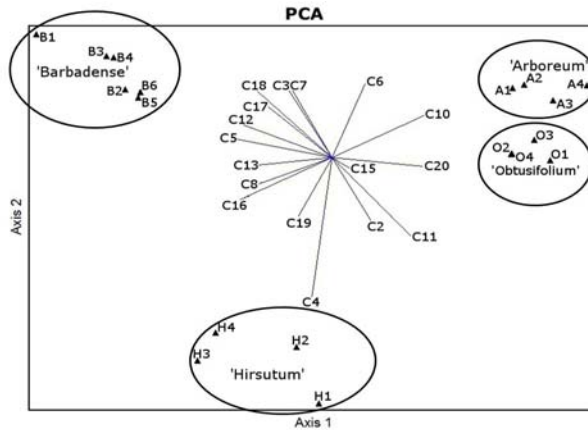 PCA
B1
B3 B4
'Barbadense'
B2 B6
B5
'Arboreum'
A1 A2 A4
A3
C18 C3C7 C6
C17
C12 C10
C5
O3
O2 O4 O1
'Obtusifolium'
C13 C15 C20
C8
C16
C19 C2
C11
C4
Axis 2
H4
H2
H3
'Hirsutum'
H1
Axis 1